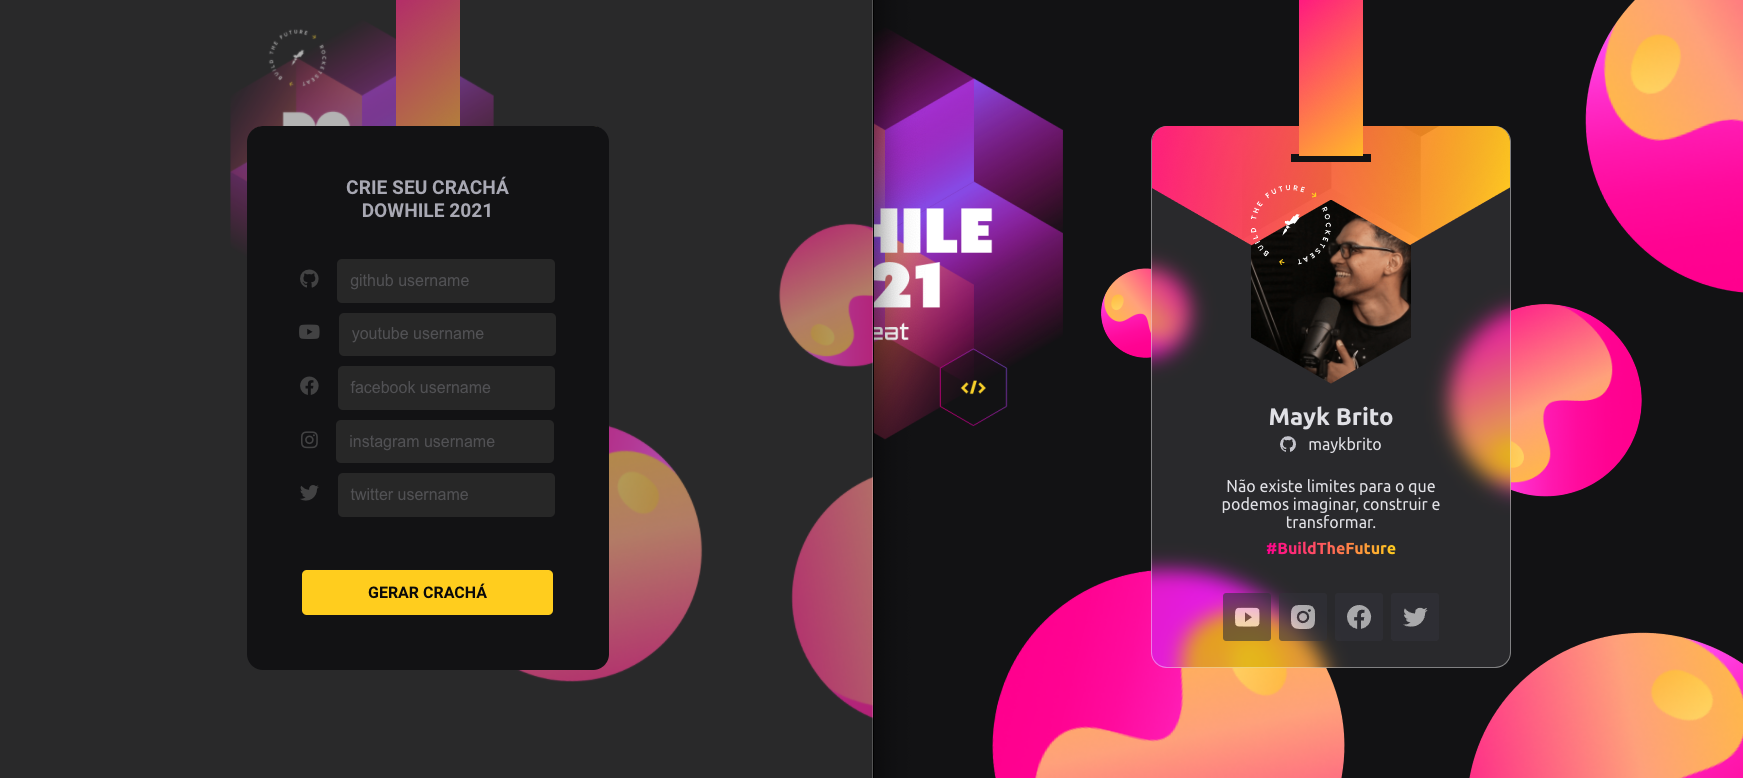 BUILD THE FUTURE
ROCKETSEAT
CRIE SEU CRACHÁ
DOWHILE 2021
github username
youtube username
facebook username
instagram username
twitter username
GERAR CRACHÁ
HILE
21
eat
</>
BUILD THE FUTURE
ROCKETSEAT
Mayk Brito
maykbrito
Não existe limites para o que
podemos imaginar, construir e
transformar.
#BuildTheFuture